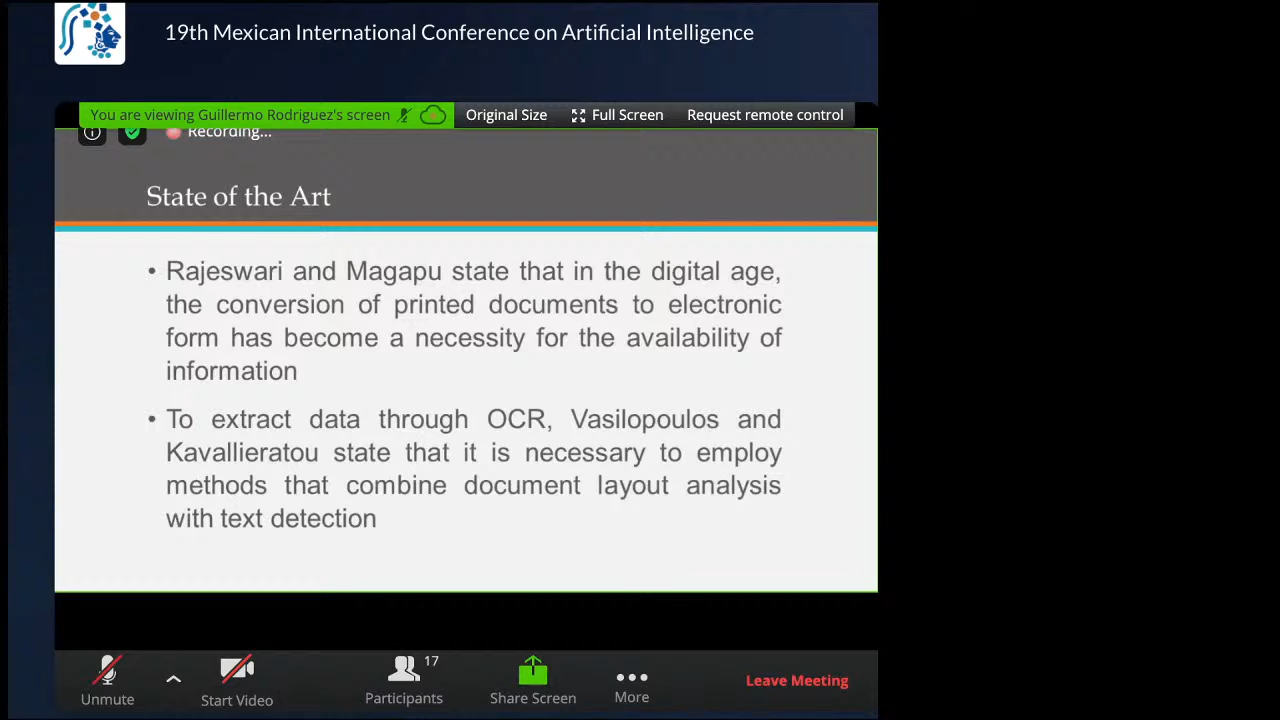 19th Mexican International Conference on Artificial Intelligence
You are viewing Guillermo Rodriguez's screen
Original Size
Full Screen
Request remote control
Recording...
State of the Art
• Rajeswari and Magapu state that in the digital age,
the conversion of printed documents to electronic
form has become a necessity for the availability of
information
• To extract data through OCR, Vasilopoulos and
Kavallieratou state that it is necessary to employ
methods that combine document layout analysis
with text detection
Unmute
Start Video
Participants
17
Share Screen
More
Leave Meeting